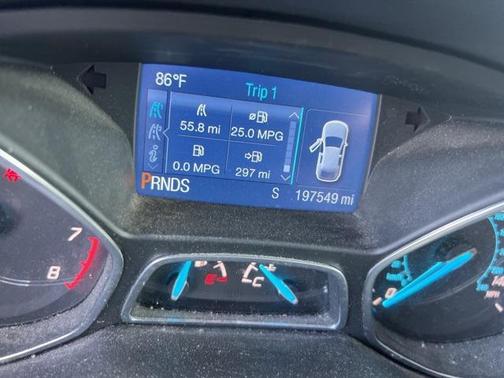 86°F
Trip 1
55.8 mi
25.0 MPG
0.0 MPG
297 mi
PRNDS
S
197549 mi
7
8
F
E
H
C
0